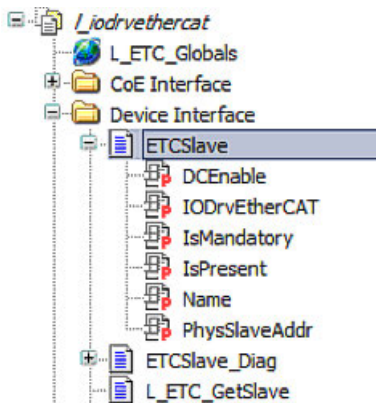 l_iodrvethercat
L_ETC_Globals
CoE Interface
Device Interface
ETCSlave
DCEnable
IODrvEtherCAT
IsMandatory
IsPresent
Name
PhysSlaveAddr
ETCSlave_Diag
L_ETC_GetSlave